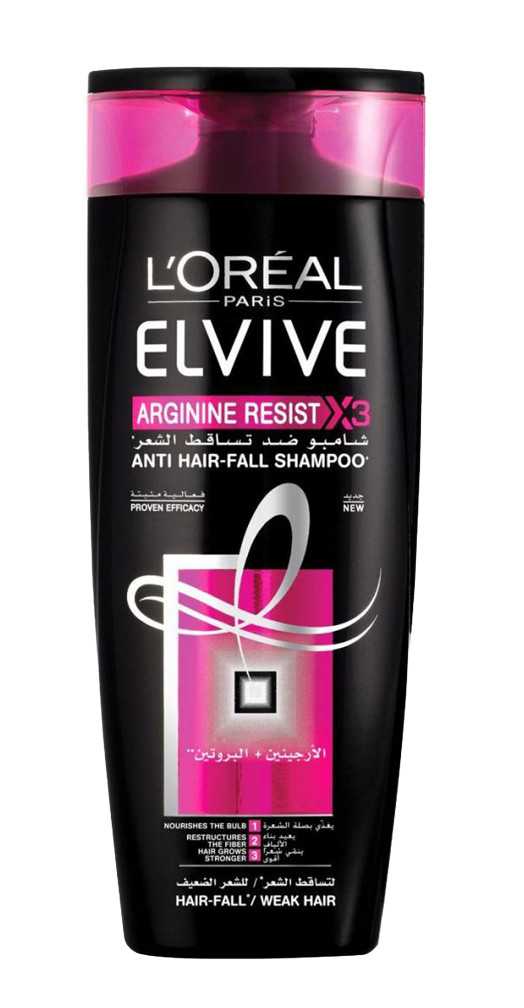 L'ORÉAL
PARiS
ELVIVE
ARGININE RESIST X3
شامبو ضد تساقط الشعر*
ANTI HAIR-FALL SHAMPOO*
فعالية مثبتة
PROVEN EFFICACY
جديد
NEW
الأرجينين + البروتين**
NOURISHES THE BULB 1 يغذّي بصلة الشعرة
RESTRUCTURES THE FIBER 2 يعيد بناء الألياف
HAIR GROWS STRONGER 3 ينمو شعراً أقوى
لتساقط الشعر*/ للشعر الضعيف
HAIR-FALL*/ WEAK HAIR